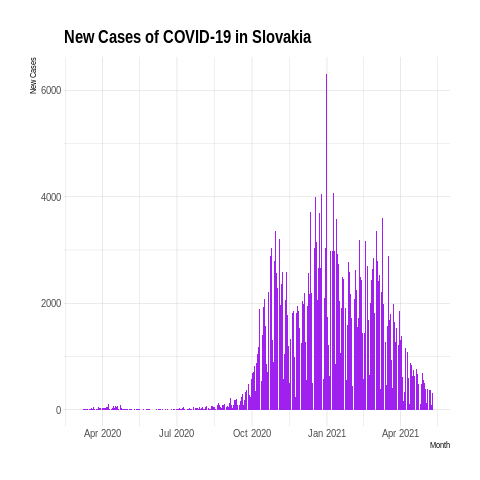 New Cases of COVID-19 in Slovakia
New Cases
6000
4000
2000
0
Apr 2020 Jul 2020 Oct 2020 Jan 2021 Apr 2021
Month